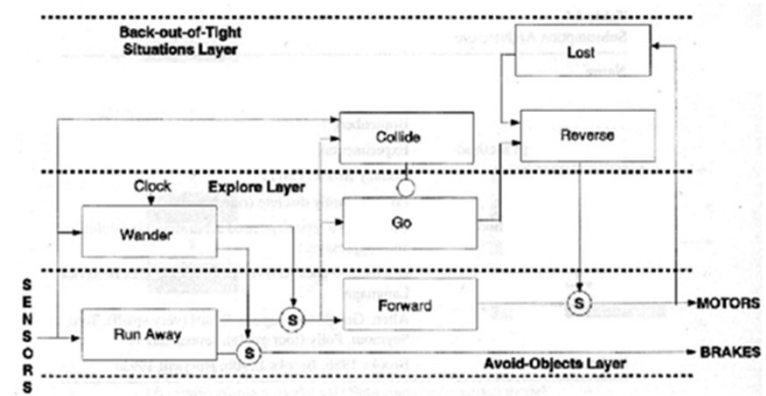 Back-out-of-Tight
Situations Layer
Lost
Collide
Reverse
Clock
Explore Layer
Wander
Go
SENSORS
Forward
S
S
MOTORS
Run Away
S
BRAKES
Avoid-Objects Layer